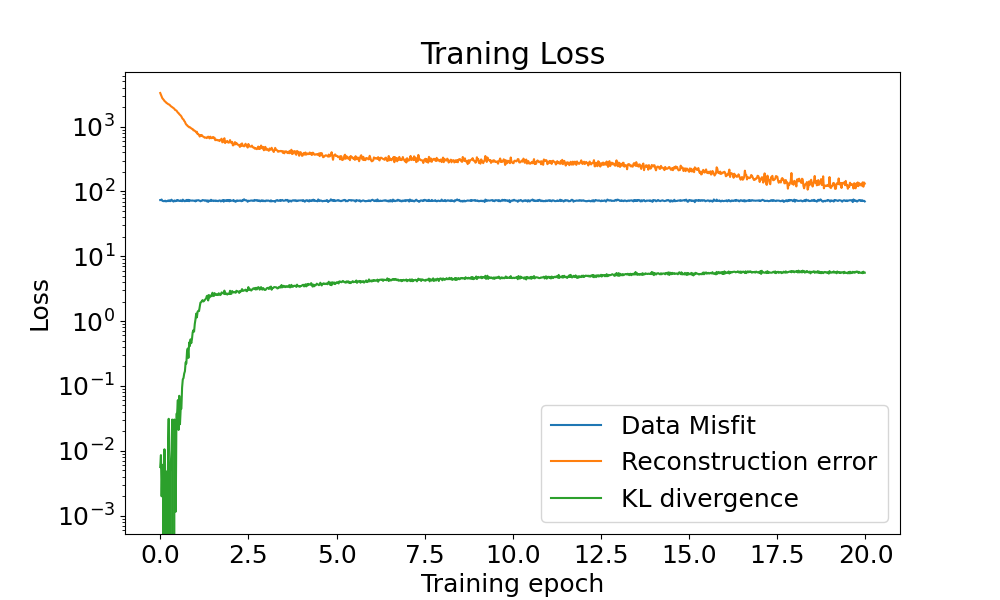 Traning Loss
Loss
10³
10²
10¹
10⁰
10⁻¹
10⁻²
10⁻³
Data Misfit
Reconstruction error
KL divergence
0.0 2.5 5.0 7.5 10.0 12.5 15.0 17.5 20.0
Training epoch